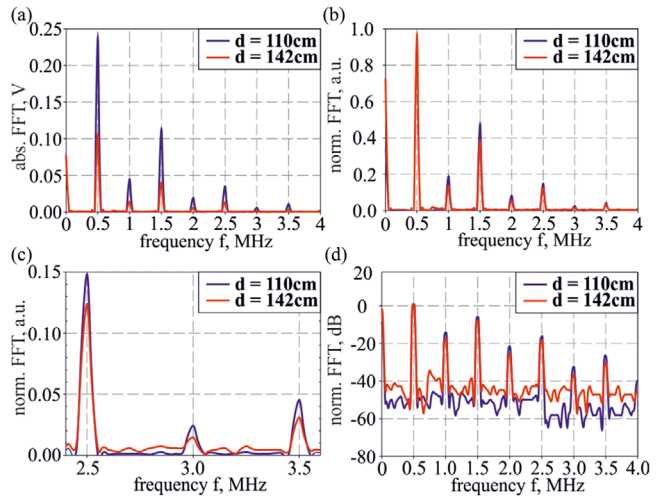 (a)
0.25
0.20
0.15
0.10
0.05
0.00
abs. FFT, V
d = 110cm
d = 142cm
0 0.5 1 1.5 2 2.5 3 3.5 4
frequency f, MHz
(b)
1.0
0.8
0.6
0.4
0.2
0.0
norm. FFT, a.u.
d = 110cm
d = 142cm
0 0.5 1.0 1.5 2.0 2.5 3.0 3.5 4.0
frequency f, MHz
(c)
0.15
0.10
0.05
0.00
norm. FFT, a.u.
d = 110cm
d = 142cm
2.5 3.0 3.5
frequency f, MHz
(d)
20
0
-20
-40
-60
-80
norm. FFT, dB
d = 110cm
d = 142cm
0 0.5 1.0 1.5 2.0 2.5 3.0 3.5 4.0
frequency f, MHz